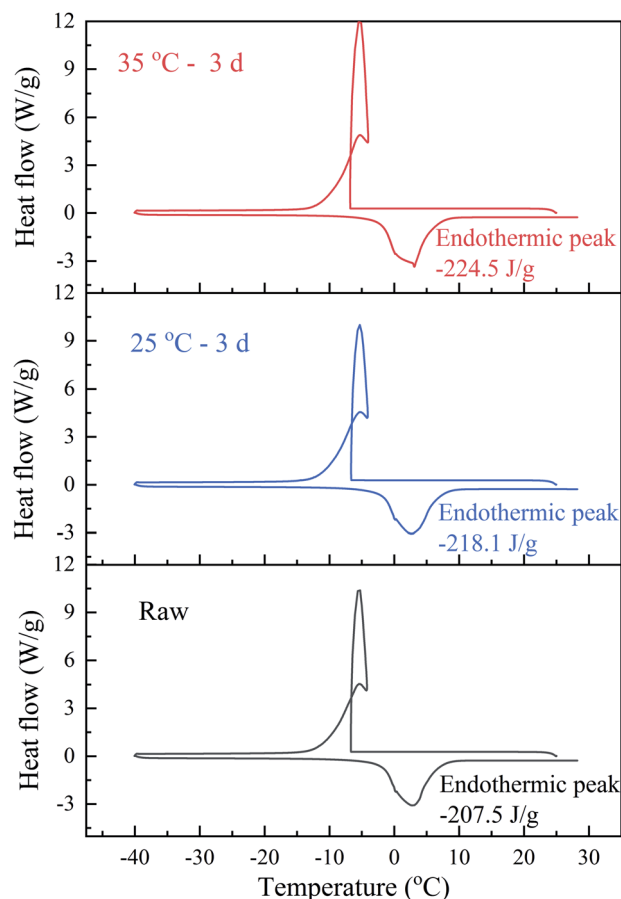 12
9
6
3
0
-3
35 °C - 3 d
Endothermic peak
-224.5 J/g
Heat flow (W/g)
12
9
6
3
0
-3
25 °C - 3 d
Endothermic peak
-218.1 J/g
Heat flow (W/g)
12
9
6
3
0
-3
Raw
Endothermic peak
-207.5 J/g
Heat flow (W/g)
-40 -30 -20 -10 0 10 20 30
Temperature (°C)